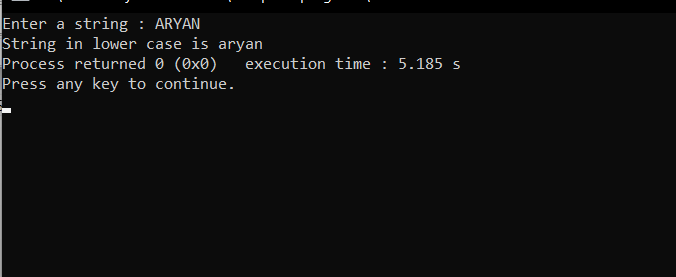 Enter a string : ARYAN
String in lower case is aryan
Process returned 0 (0x0)   execution time : 5.185 s
Press any key to continue.